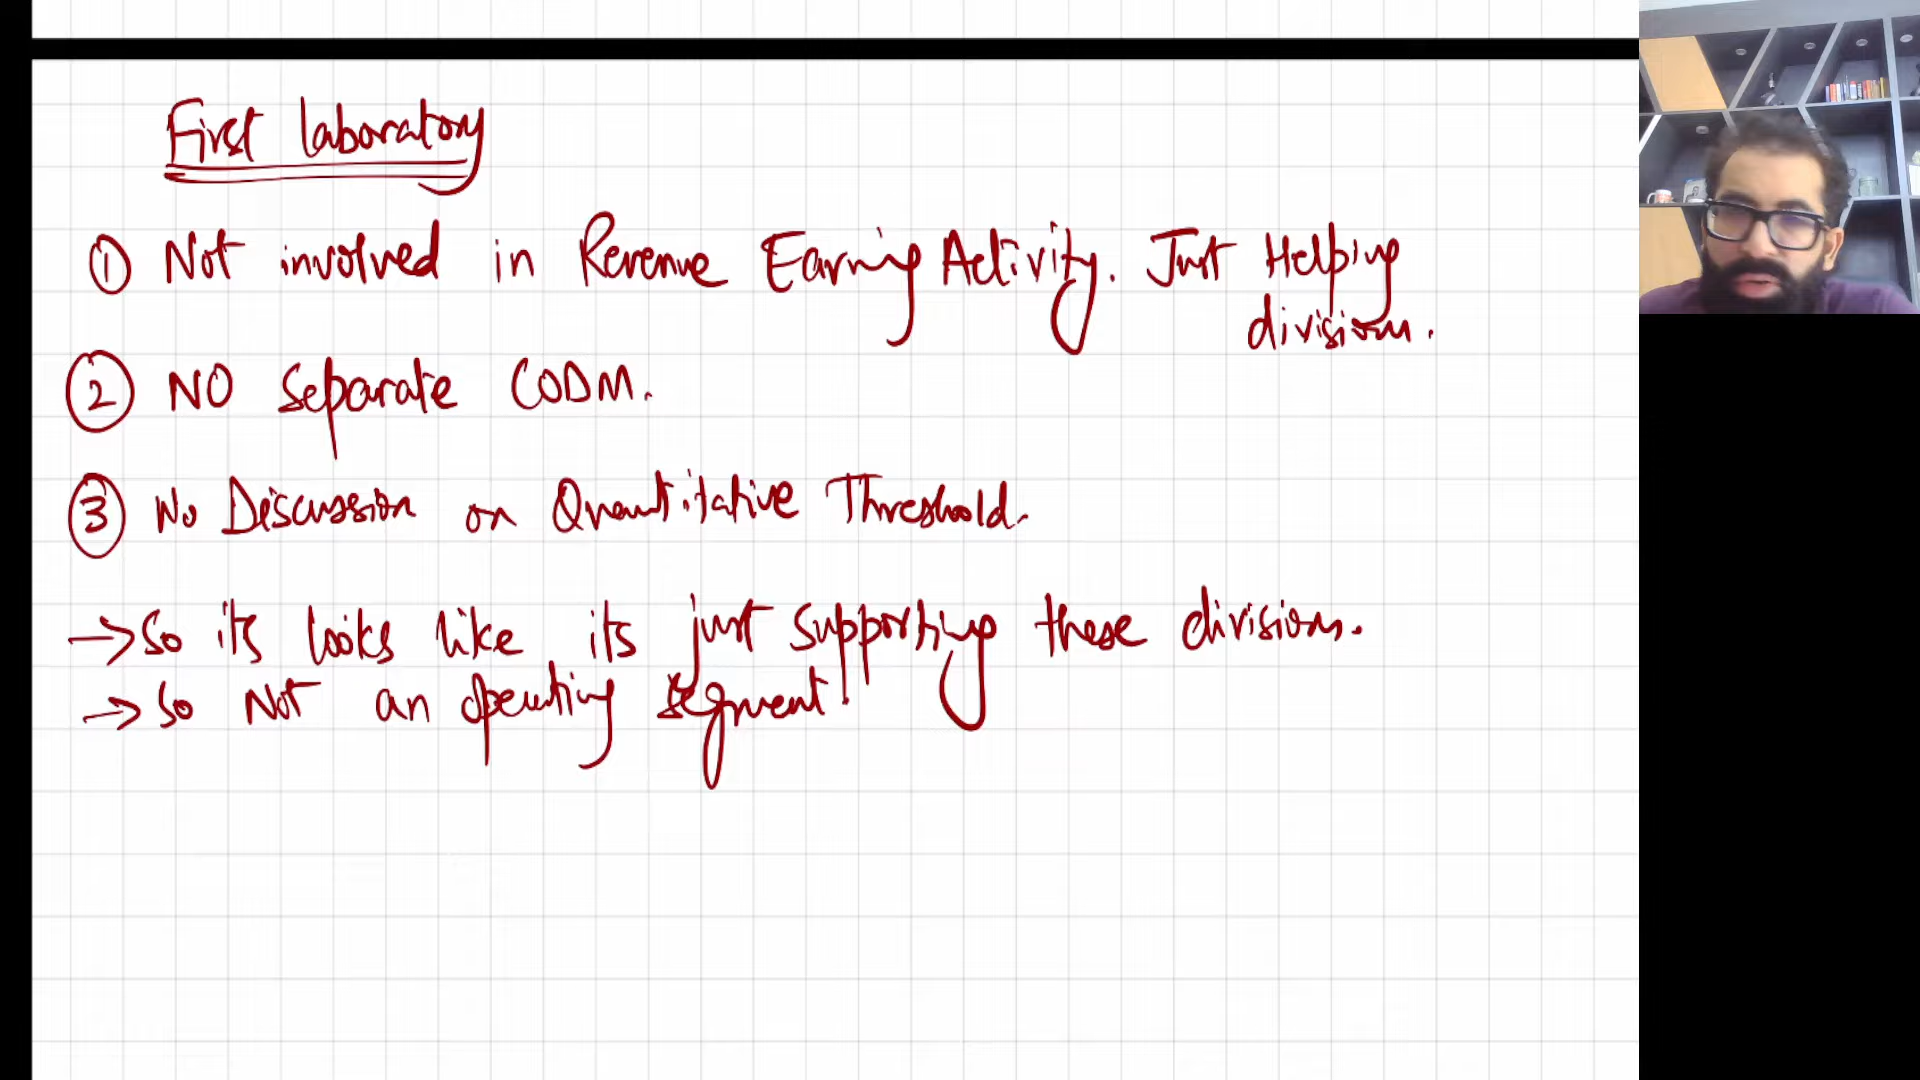 First laboratory
① Not involved in Revenue Earning Activity. Just Helping
division.
② NO separate CODM.
③ No Discussion on Quantitative Threshold.
→ So its looks like its just supporting these divisions.
→ So Not an operating segment.